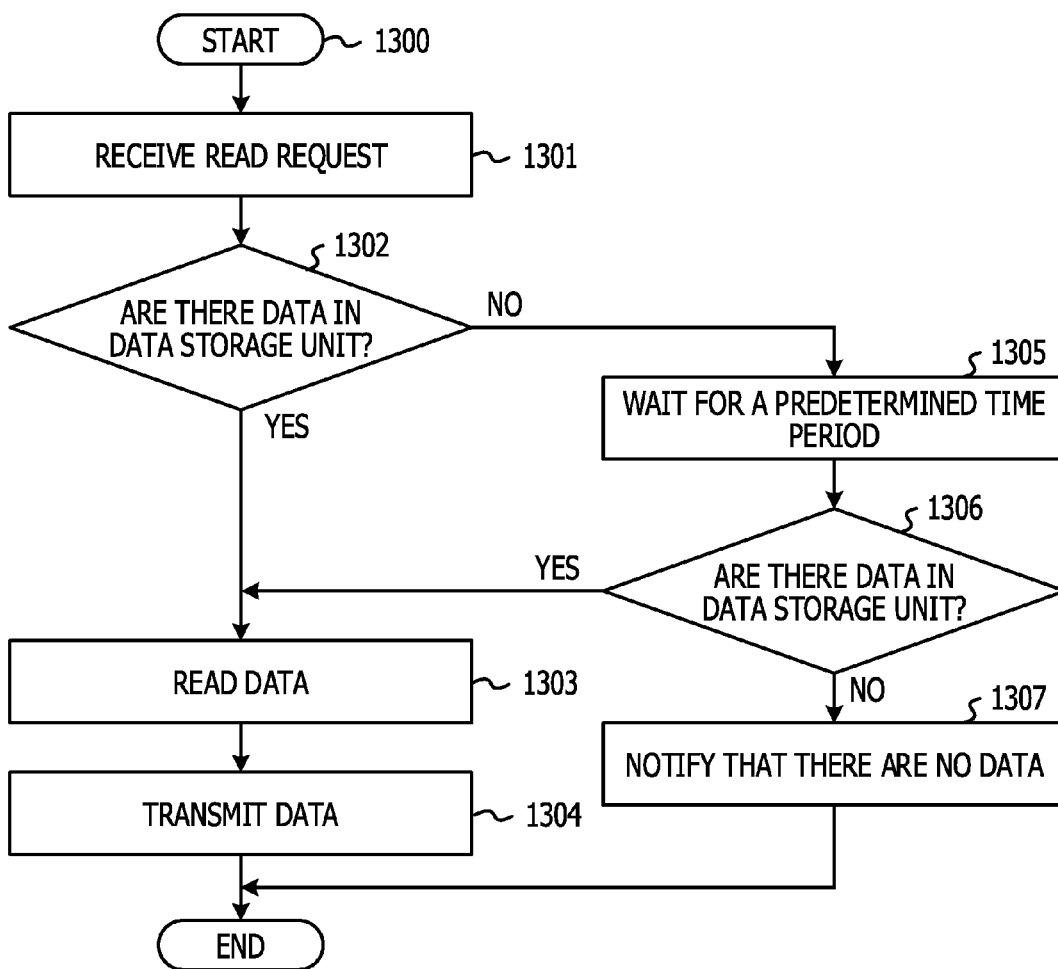 START
1300
RECEIVE READ REQUEST
1301
1302
ARE THERE DATA IN
DATA STORAGE UNIT?
NO
YES
1305
WAIT FOR A PREDETERMINED TIME
PERIOD
1306
ARE THERE DATA IN
DATA STORAGE UNIT?
YES
NO
READ DATA
1303
1307
NOTIFY THAT THERE ARE NO DATA
TRANSMIT DATA
1304
END